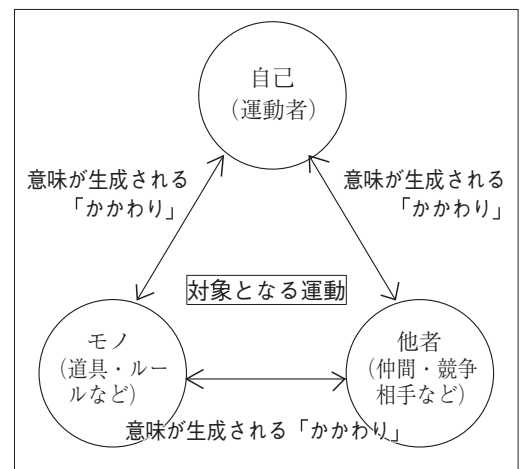 自己
（運動者）
意味が生成される
「かかわり」
意味が生成される
「かかわり」
対象となる運動
モノ
（道具・ルー
ルなど）
他者
（仲間・競争
相手など）
意味が生成される「かかわり」